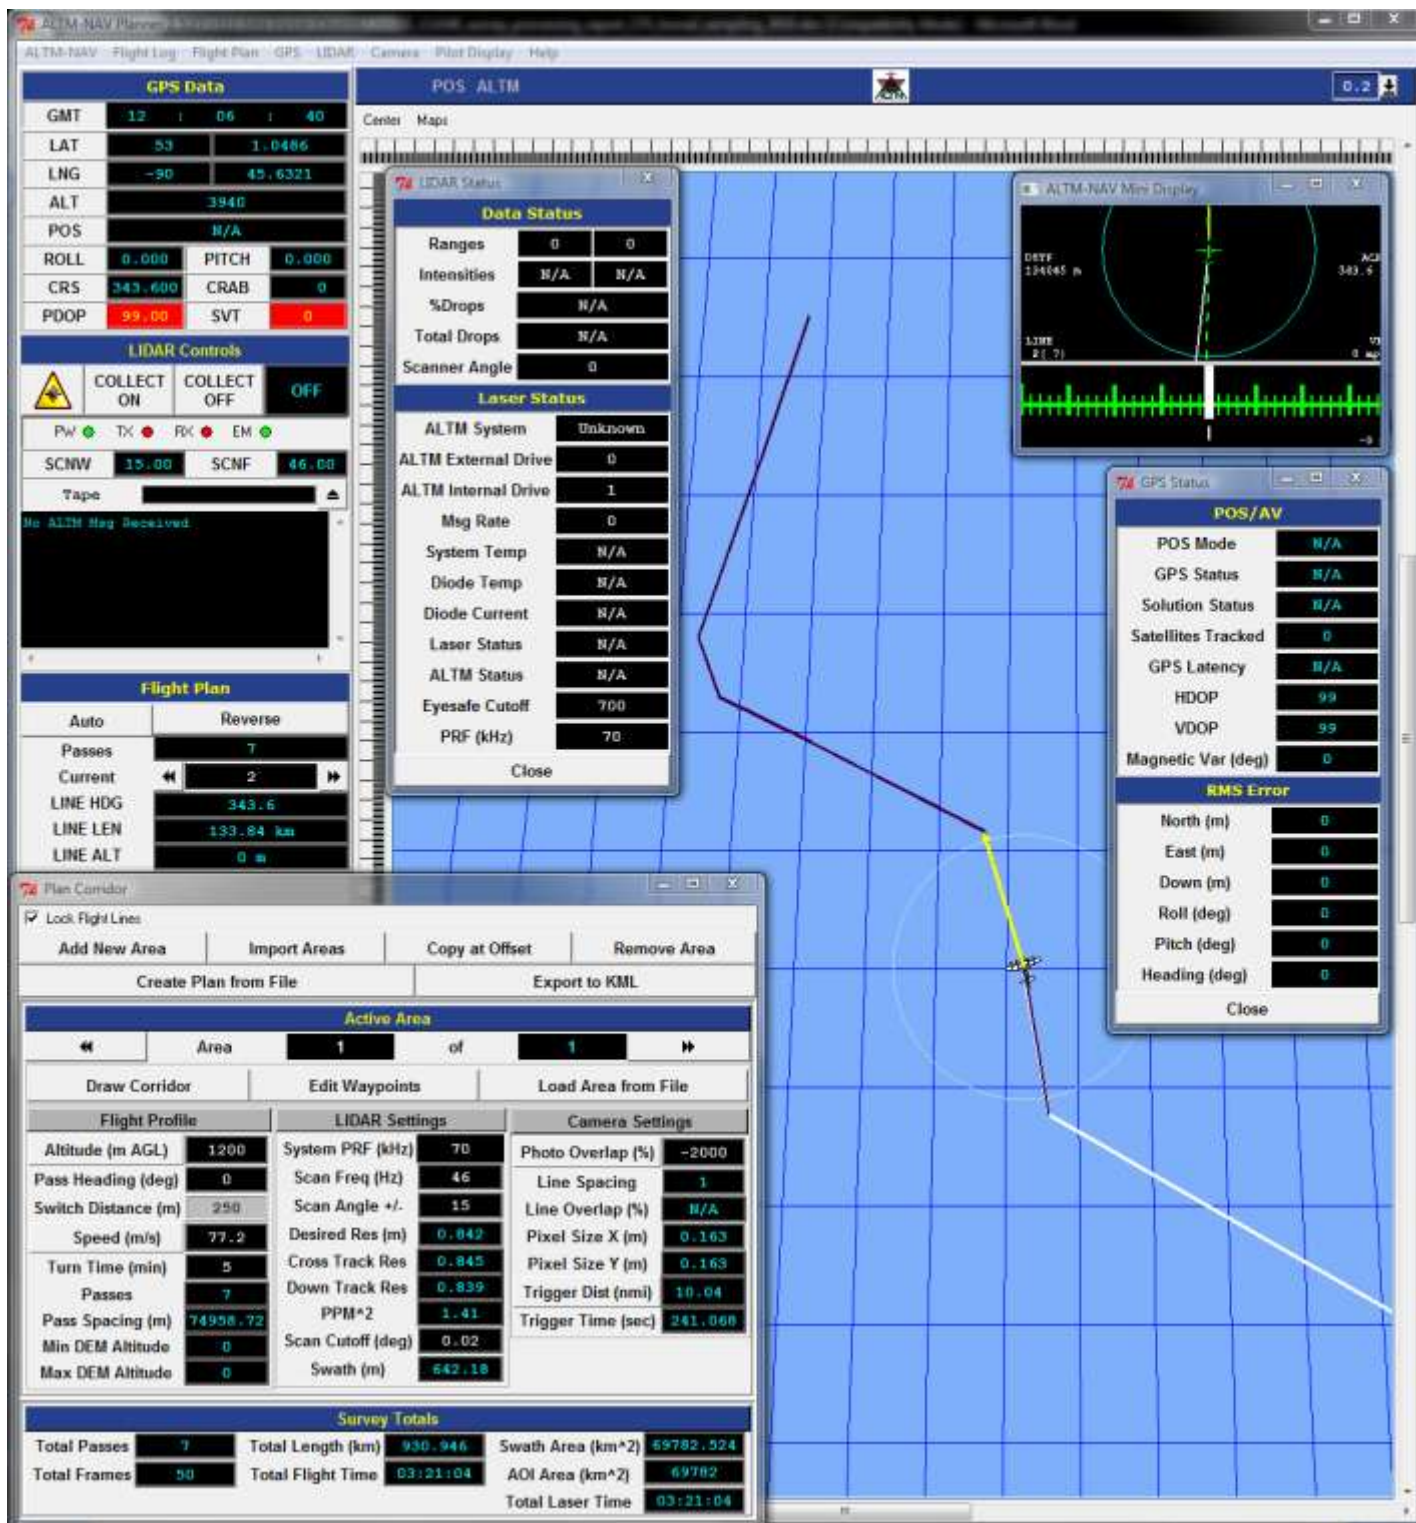 ALTM-NAV Planner
Microsoft Word
ALTM-NAV Flight Log Flight Plan GPS LIDAR Camera Pilot Display Help
GPS Data
GMT 12 : 06 : 40
LAT 53 1.0486
LNG -90 45.6321
ALT 3940
POS N/A
ROLL 0.000 PITCH 0.000
CRS 343.600 CRAB 0
PDOP 99.00 SVT 0
LIDAR Controls
COLLECT ON COLLECT OFF OFF
PW TX RX EM
SCNW 15.00 SCNF 46.00
Tape
No ALTM Msg Received
Flight Plan
Auto Reverse
Passes 7
Current 2
LINE HDG 343.6
LINE LEN 133.84 km
LINE ALT 0 m
POS ALTM
0.2
Center Maps
LIDAR Status
Data Status
Ranges 0 0
Intensities N/A N/A
%Drops N/A
Total Drops N/A
Scanner Angle 0
Laser Status
ALTM System Unknown
ALTM External Drive 0
ALTM Internal Drive 1
Msg Rate 0
System Temp N/A
Diode Temp N/A
Diode Current N/A
Laser Status N/A
ALTM Status N/A
Eyesafe Cutoff 700
PRF (kHz) 70
Close
ALTM-NAV Mini Display
134045 m
343.6
LINE
2( 7)
GPS Status
POS/AV
POS Mode N/A
GPS Status N/A
Solution Status N/A
Satellites Tracked 0
GPS Latency N/A
HDOP 99
VDOP 99
Magnetic Var (deg) 0
RMS Error
North (m) 0
East (m) 0
Down (m) 0
Roll (deg) 0
Pitch (deg) 0
Heading (deg) 0
Close
Plan Corridor
Lock Flight Lines
Add New Area Import Areas Copy at Offset Remove Area
Create Plan from File Export to KML
Active Area
Area 1 of 1
Draw Corridor Edit Waypoints Load Area from File
Flight Profile
Altitude (m AGL) 1200
Pass Heading (deg) 0
Switch Distance (m) 250
Speed (m/s) 77.2
Turn Time (min) 5
Passes 7
Pass Spacing (m) 74958.72
Min DEM Altitude 0
Max DEM Altitude 0
LIDAR Settings
System PRF (kHz) 70
Scan Freq (Hz) 46
Scan Angle +/- 15
Desired Res (m) 0.842
Cross Track Res 0.845
Down Track Res 0.839
PPM^2 1.41
Scan Cutoff (deg) 0.02
Swath (m) 642.18
Camera Settings
Photo Overlap (%) -2000
Line Spacing 1
Line Overlap (%) N/A
Pixel Size X (m) 0.163
Pixel Size Y (m) 0.163
Trigger Dist (nmi) 10.04
Trigger Time (sec) 241.068
Survey Totals
Total Passes 7 Total Length (km) 930.946 Swath Area (km^2) 69782.524
Total Frames 50 Total Flight Time 03:21:04 AOI Area (km^2) 69782
Total Laser Time 03:21:04